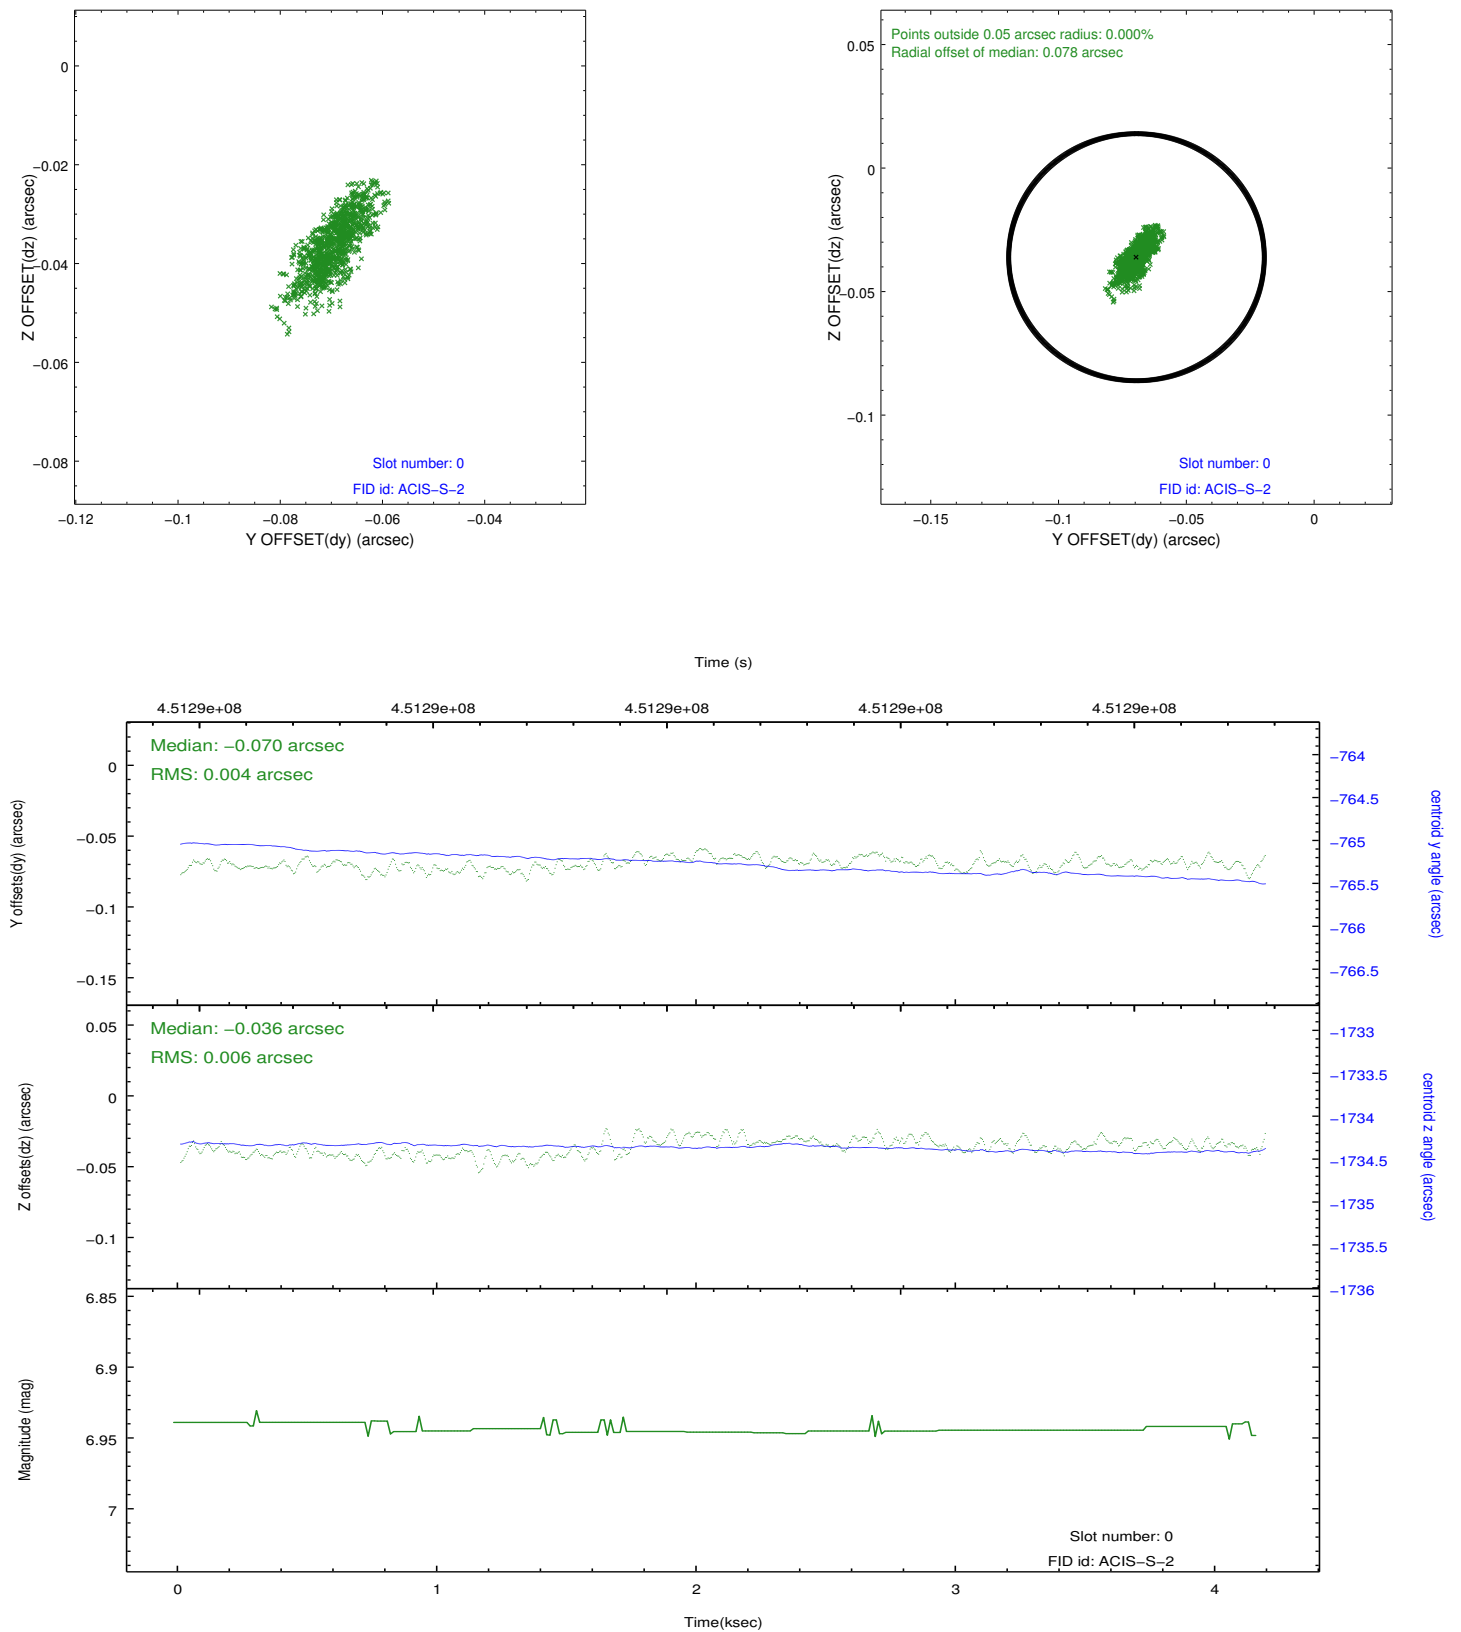 0
−0.02
−0.04
−0.06
−0.08
Z OFFSET(dz) (arcsec)
Slot number: 0
FID id: ACIS−S−2
−0.12
−0.1
−0.08
−0.06
−0.04
Y OFFSET(dy) (arcsec)
Points outside 0.05 arcsec radius: 0.000%
Radial offset of median: 0.078 arcsec
0.05
0
−0.05
−0.1
Z OFFSET(dz) (arcsec)
Slot number: 0
FID id: ACIS−S−2
−0.15
−0.1
−0.05
0
Y OFFSET(dy) (arcsec)
Time (s)
4.5129e+08
4.5129e+08
4.5129e+08
4.5129e+08
4.5129e+08
Median: −0.070 arcsec
RMS: 0.004 arcsec
0
−0.05
−0.1
−0.15
Y offsets(dy) (arcsec)
−764
−764.5
−765
−765.5
−766
−766.5
centroid y angle (arcsec)
Median: −0.036 arcsec
RMS: 0.006 arcsec
0.05
0
−0.05
−0.1
Z offsets(dz) (arcsec)
−1733
−1733.5
−1734
−1734.5
−1735
−1735.5
−1736
centroid z angle (arcsec)
6.85
6.9
6.95
7
Magnitude (mag)
Slot number: 0
FID id: ACIS−S−2
0
1
2
3
4
Time(ksec)